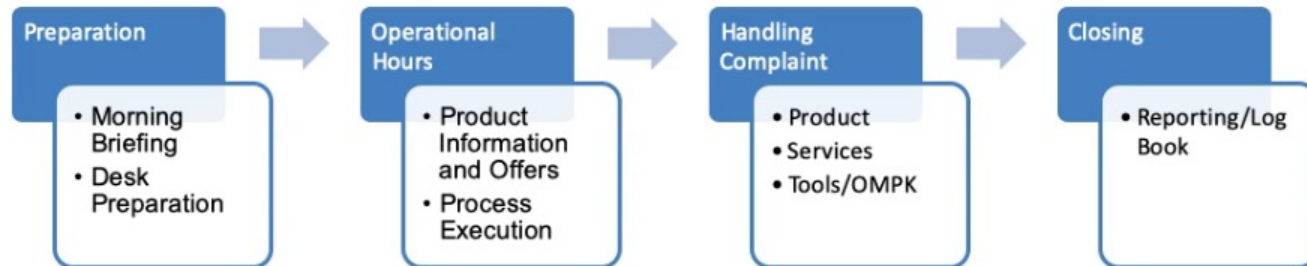 Preparation
• Morning
Briefing
• Desk
Preparation
Operational
Hours
• Product
Information
and Offers
• Process
Execution
Handling
Complaint
• Product
• Services
• Tools/OMPK
Closing
• Reporting/Log
Book